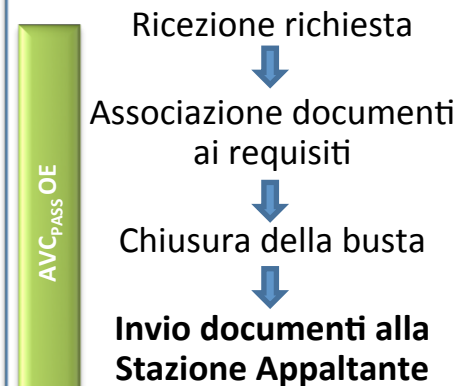 Ricezione richiesta
Associazione documenti
ai requisiti
AVCPASS OE
Chiusura della busta
Invio documenti alla
Stazione Appaltante